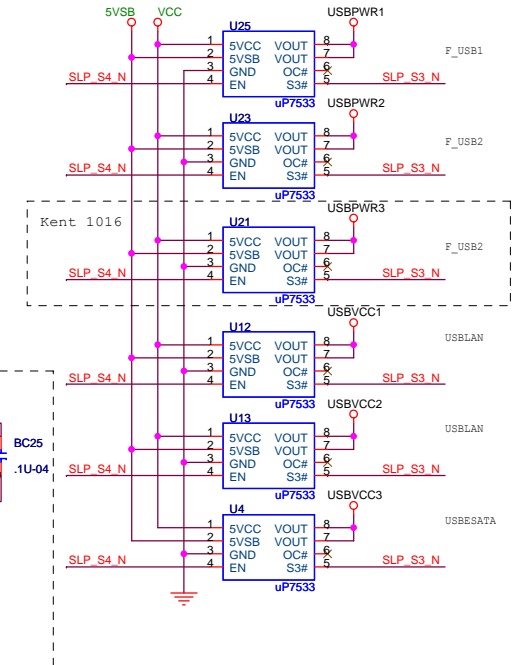 5VSB VCC
U25 USBPWR1
1 5VCC VOUT 8
2 5VSB VOUT 7
3 GND OC# 6
4 EN S3# 5
SLP_S4_N SLP_S3_N
uP7533
F_USB1
U23 USBPWR2
1 5VCC VOUT 8
2 5VSB VOUT 7
3 GND OC# 6
4 EN S3# 5
SLP_S4_N SLP_S3_N
uP7533
F_USB2
Kent 1016
U21 USBPWR3
1 5VCC VOUT 8
2 5VSB VOUT 7
3 GND OC# 6
4 EN S3# 5
SLP_S4_N SLP_S3_N
uP7533
F_USB2
U12 USBVCC1
1 5VCC VOUT 8
2 5VSB VOUT 7
3 GND OC# 6
4 EN S3# 5
SLP_S4_N SLP_S3_N
uP7533
USBLAN
U13 USBVCC2
1 5VCC VOUT 8
2 5VSB VOUT 7
3 GND OC# 6
4 EN S3# 5
SLP_S4_N SLP_S3_N
uP7533
USBLAN
BC25
.1U-04
U4 USBVCC3
1 5VCC VOUT 8
2 5VSB VOUT 7
3 GND OC# 6
4 EN S3# 5
SLP_S4_N SLP_S3_N
uP7533
USBESATA